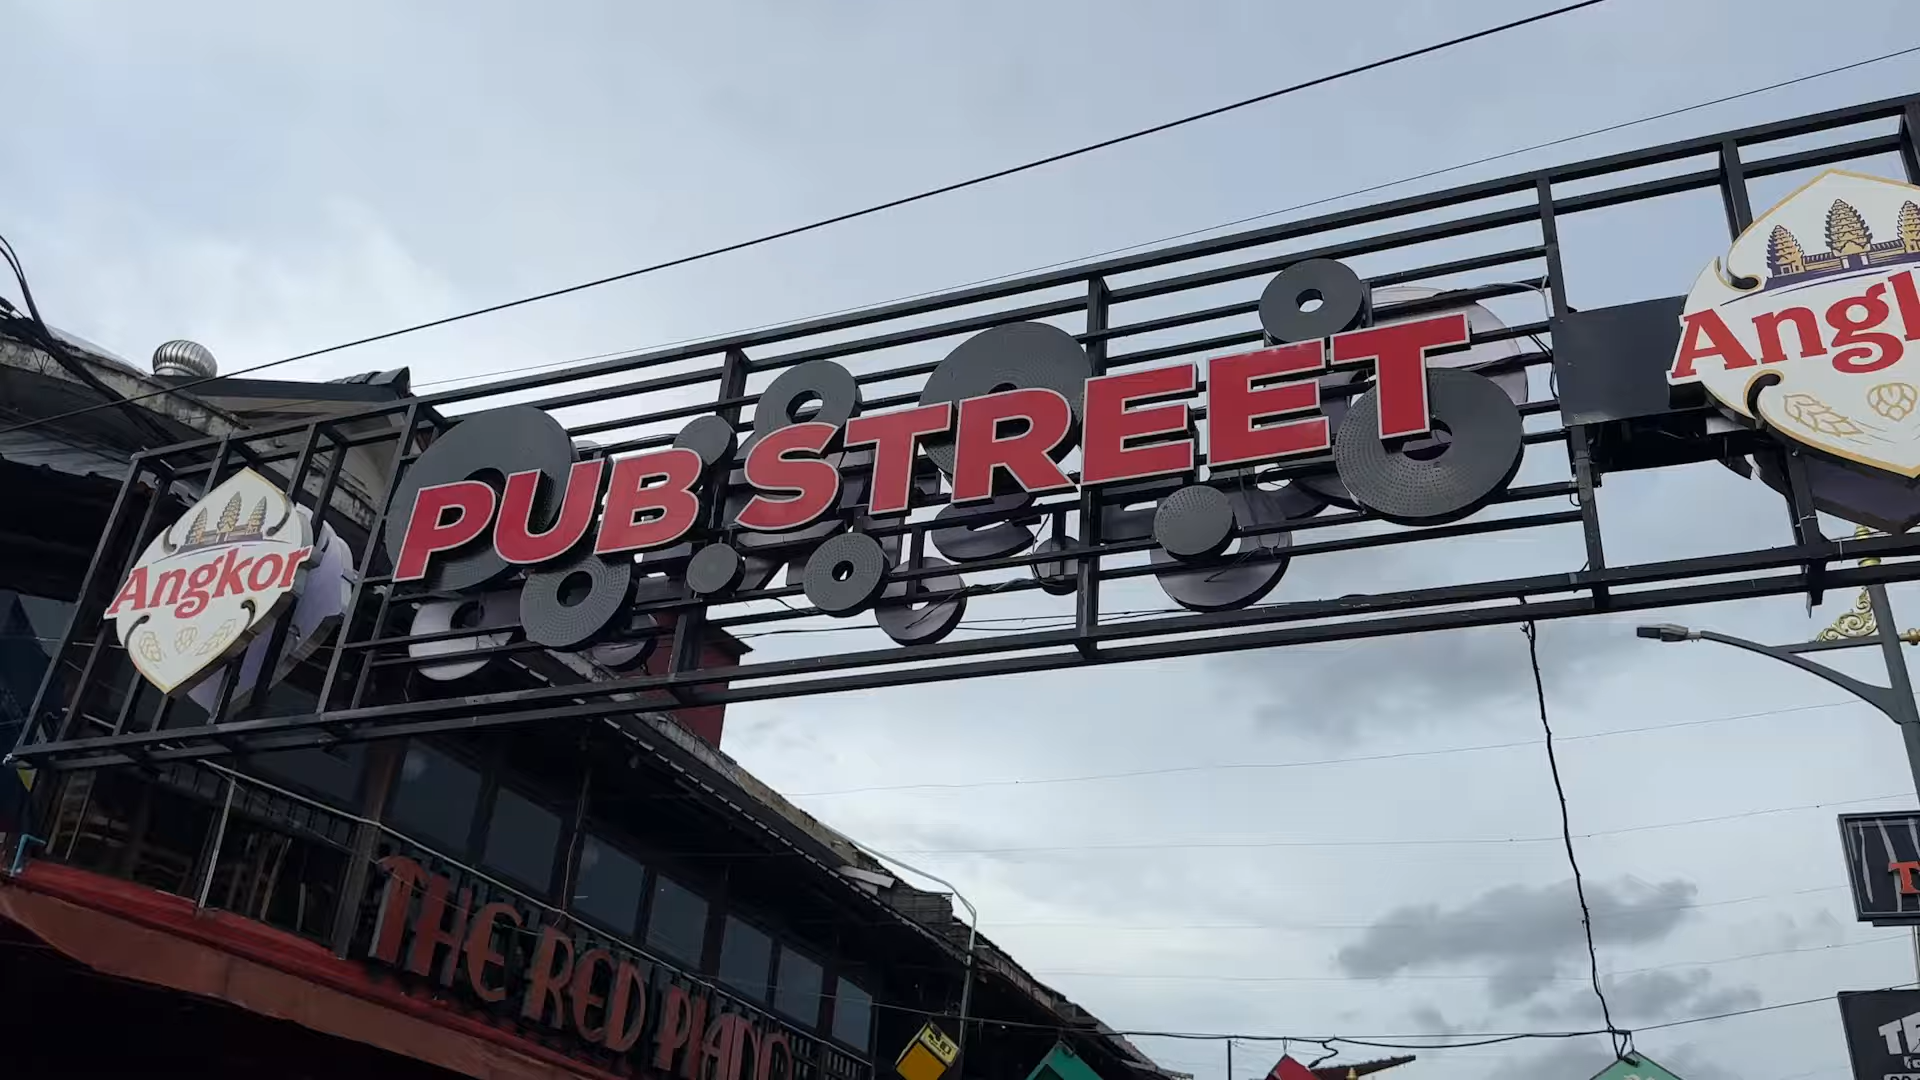 PUB STREET
Angkor
Angk
THE RED PIANO